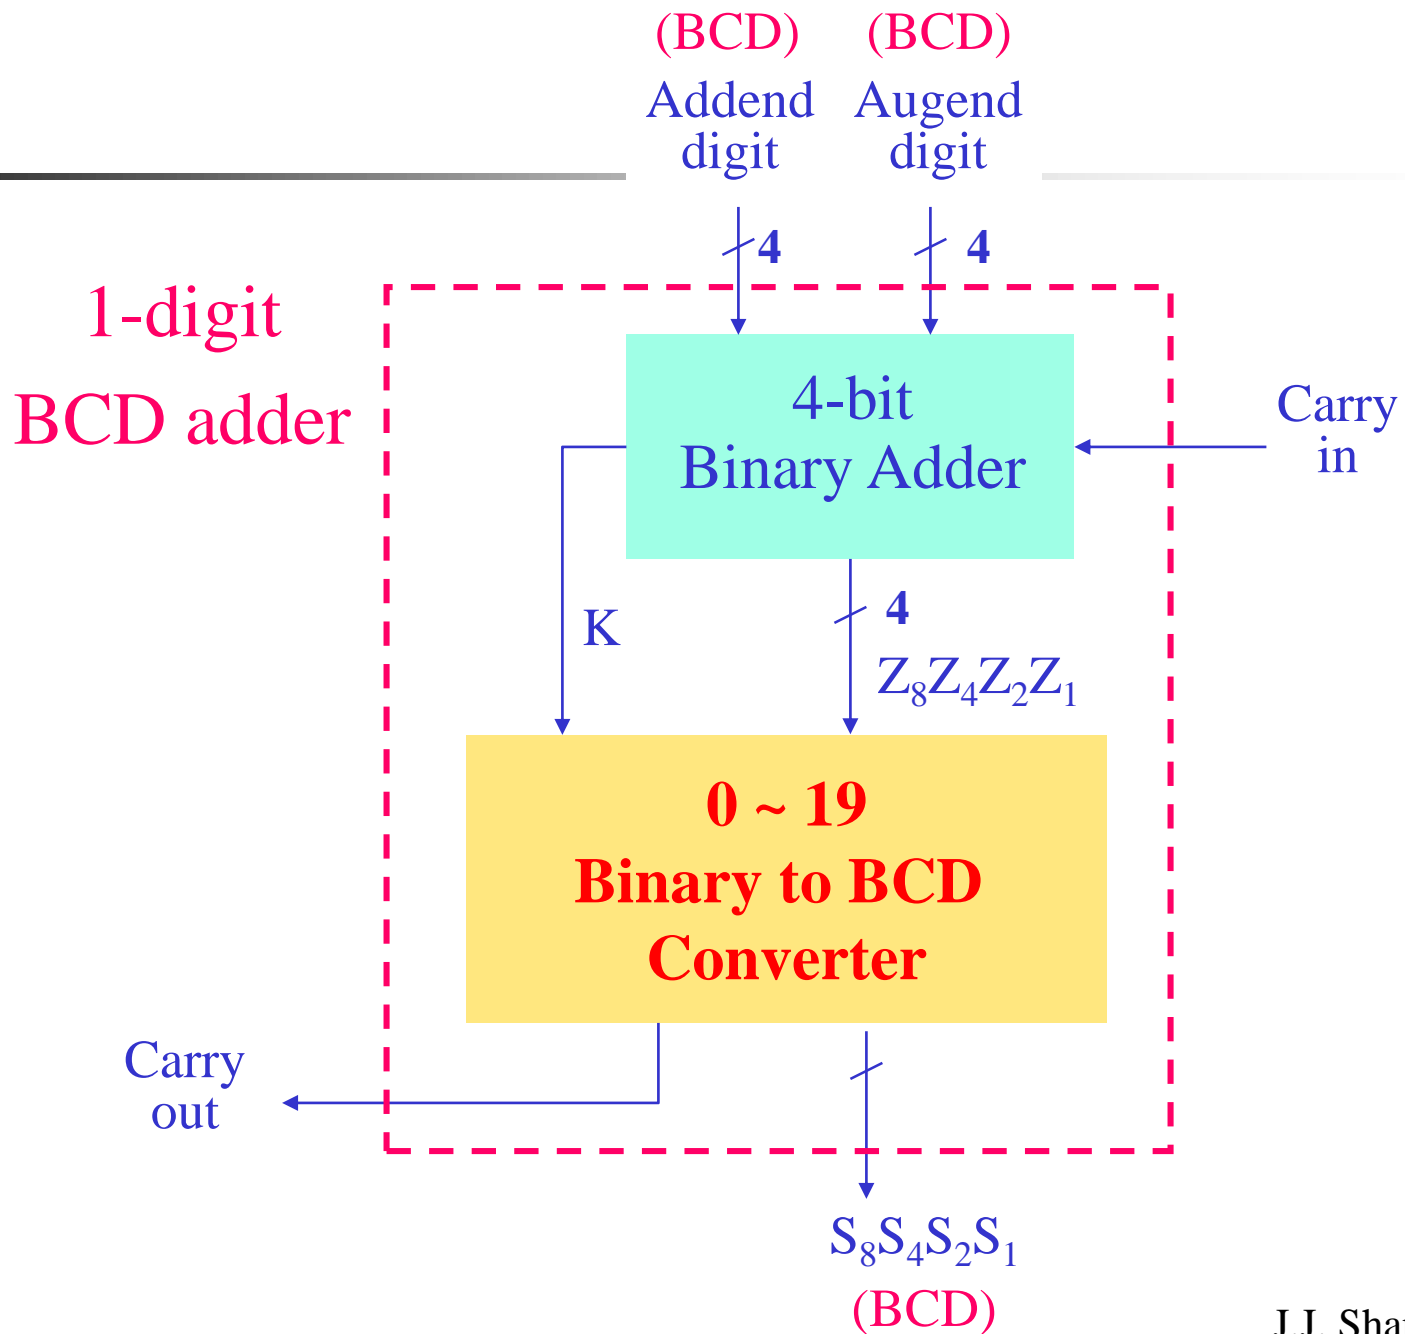 (BCD) (BCD)
Addend Augend
digit digit
4 4
1-digit
BCD adder
4-bit
Binary Adder
Carry
in
K
4
Z₈Z₄Z₂Z₁
0 ~ 19
Binary to BCD
Converter
Carry
out
S₈S₄S₂S₁
(BCD)
J.J.